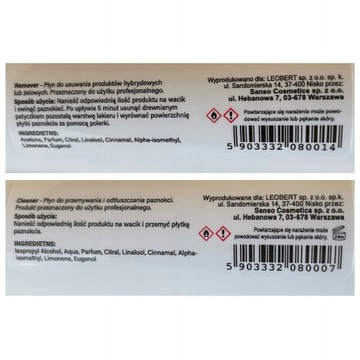 Remover - Płyn do usuwania produktów hybrydowych
lub żelowych. Przeznaczony do użytku profesjonalnego.
Sposób użycia: Nanieść odpowiednią ilość produktu na wacik
i owinąć paznokieć. Po upływie 5 minut usunąć drewnianym
patyczkiem pozostałą warstwę lakieru i wyrównać powierzchnię
płytki paznokcia za pomocą polerki.
INGREDIETNS:
Acetone, Parfum, Citral, Linalool, Cinnamal, Alpha-isomethyl,
Limonene, Eugenol
Wyprodukowano dla: LEOBERT sp. z o.o. sp. k.
ul. Sandomierska 14, 37-400 Nisko przez:
Sanso Cosmetics sp. z o.o.
ul. Hebanowa 7, 03-678 Warszawa
Powtarzające się narażenie może
powodować wysuszenie lub pękanie skóry.
5 903332 080014
Cleaner - Płyn do przemywania i odtłuszczania paznokci.
Produkt przeznaczony do użytku profesjonalnego.
Sposób użycia:
Nanieść odpowiednią ilość produktu na wacik i przemyć płytkę
paznokcia.
INGREDIETNS:
Isopropyl Alcohol, Aqua, Parfum, Citral, Linalool, Cinnamal, Alpha-
isomethyl, Limonene, Eugenol
Wyprodukowano dla: LEOBERT sp. z o.o. sp. k.
ul. Sandomierska 14, 37-400 Nisko przez:
Sanso Cosmetics sp. z o.o.
ul. Hebanowa 7, 03-678 Warszawa
Powtarzające się narażenie może
powodować wysuszenie lub pękanie skóry.
24m
5 903332 080007